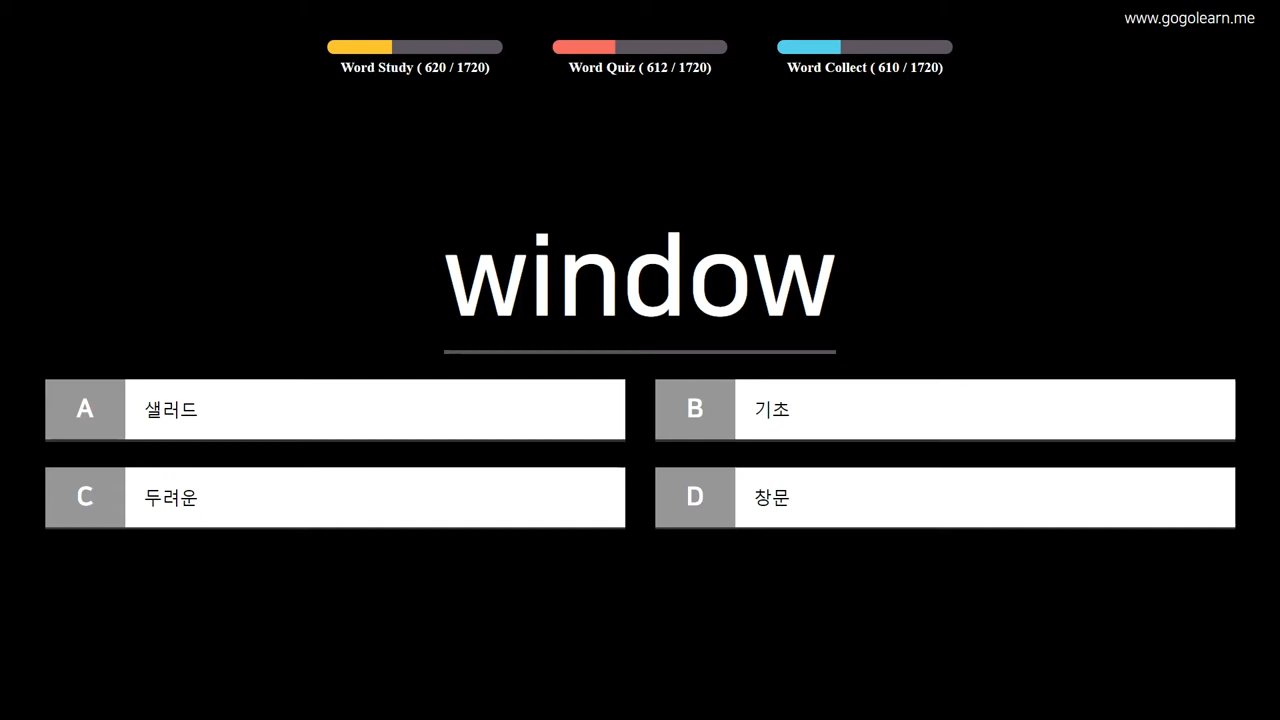 www.gogolearn.me
Word Study ( 620 / 1720)
Word Quiz ( 612 / 1720)
Word Collect ( 610 / 1720)
window
A 샐러드
B 기초
C 두려운
D 창문